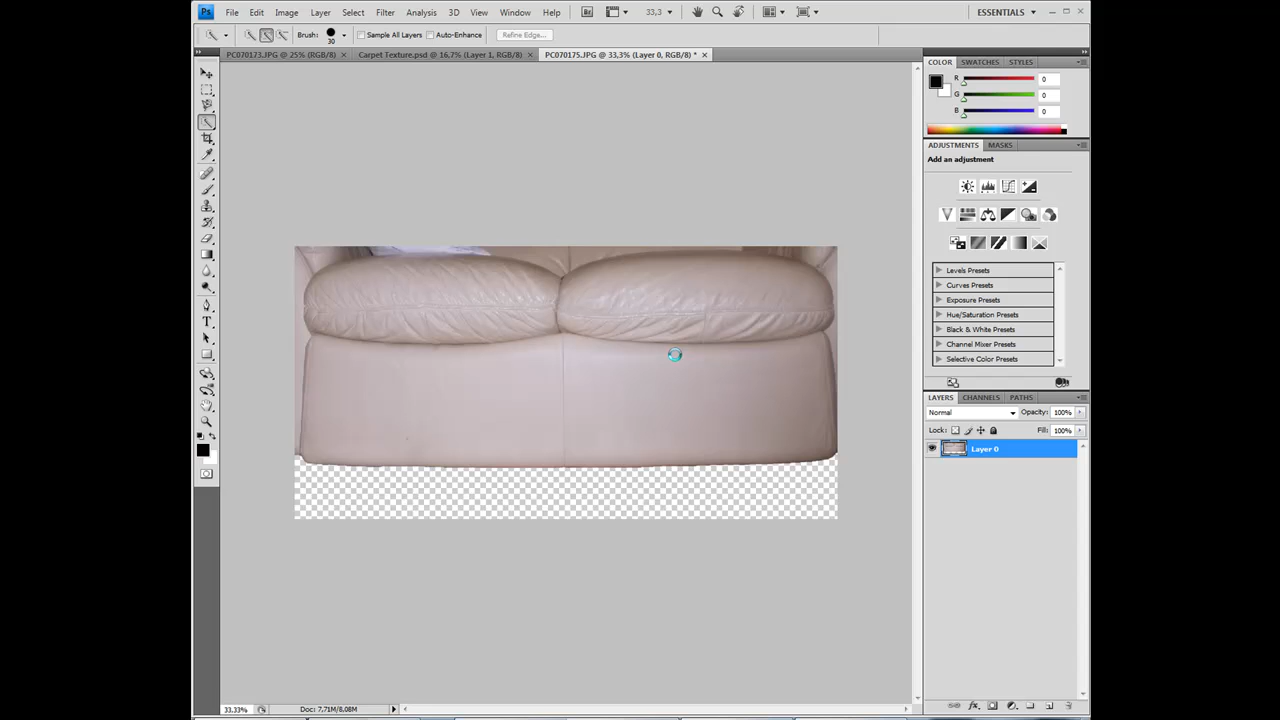 Ps File Edit Image Layer Select Filter Analysis 3D View Window Help Br 33,3 ESSENTIALS
Brush: 30 Sample All Layers Auto-Enhance Refine Edge...
PC070173.JPG @ 25% (RGB/8) Carpet Texture.psd @ 16,7% (Layer 1, RGB/8) PC070175.JPG @ 33,3% (Layer 0, RGB/8) *
COLOR SWATCHES STYLES
R 0
G 0
B 0
ADJUSTMENTS MASKS
Add an adjustment
Levels Presets
Curves Presets
Exposure Presets
Hue/Saturation Presets
Black & White Presets
Channel Mixer Presets
Selective Color Presets
LAYERS CHANNELS PATHS
Normal Opacity: 100%
Lock: Fill: 100%
Layer 0
33.33% Doc: 7,71M/8,08M